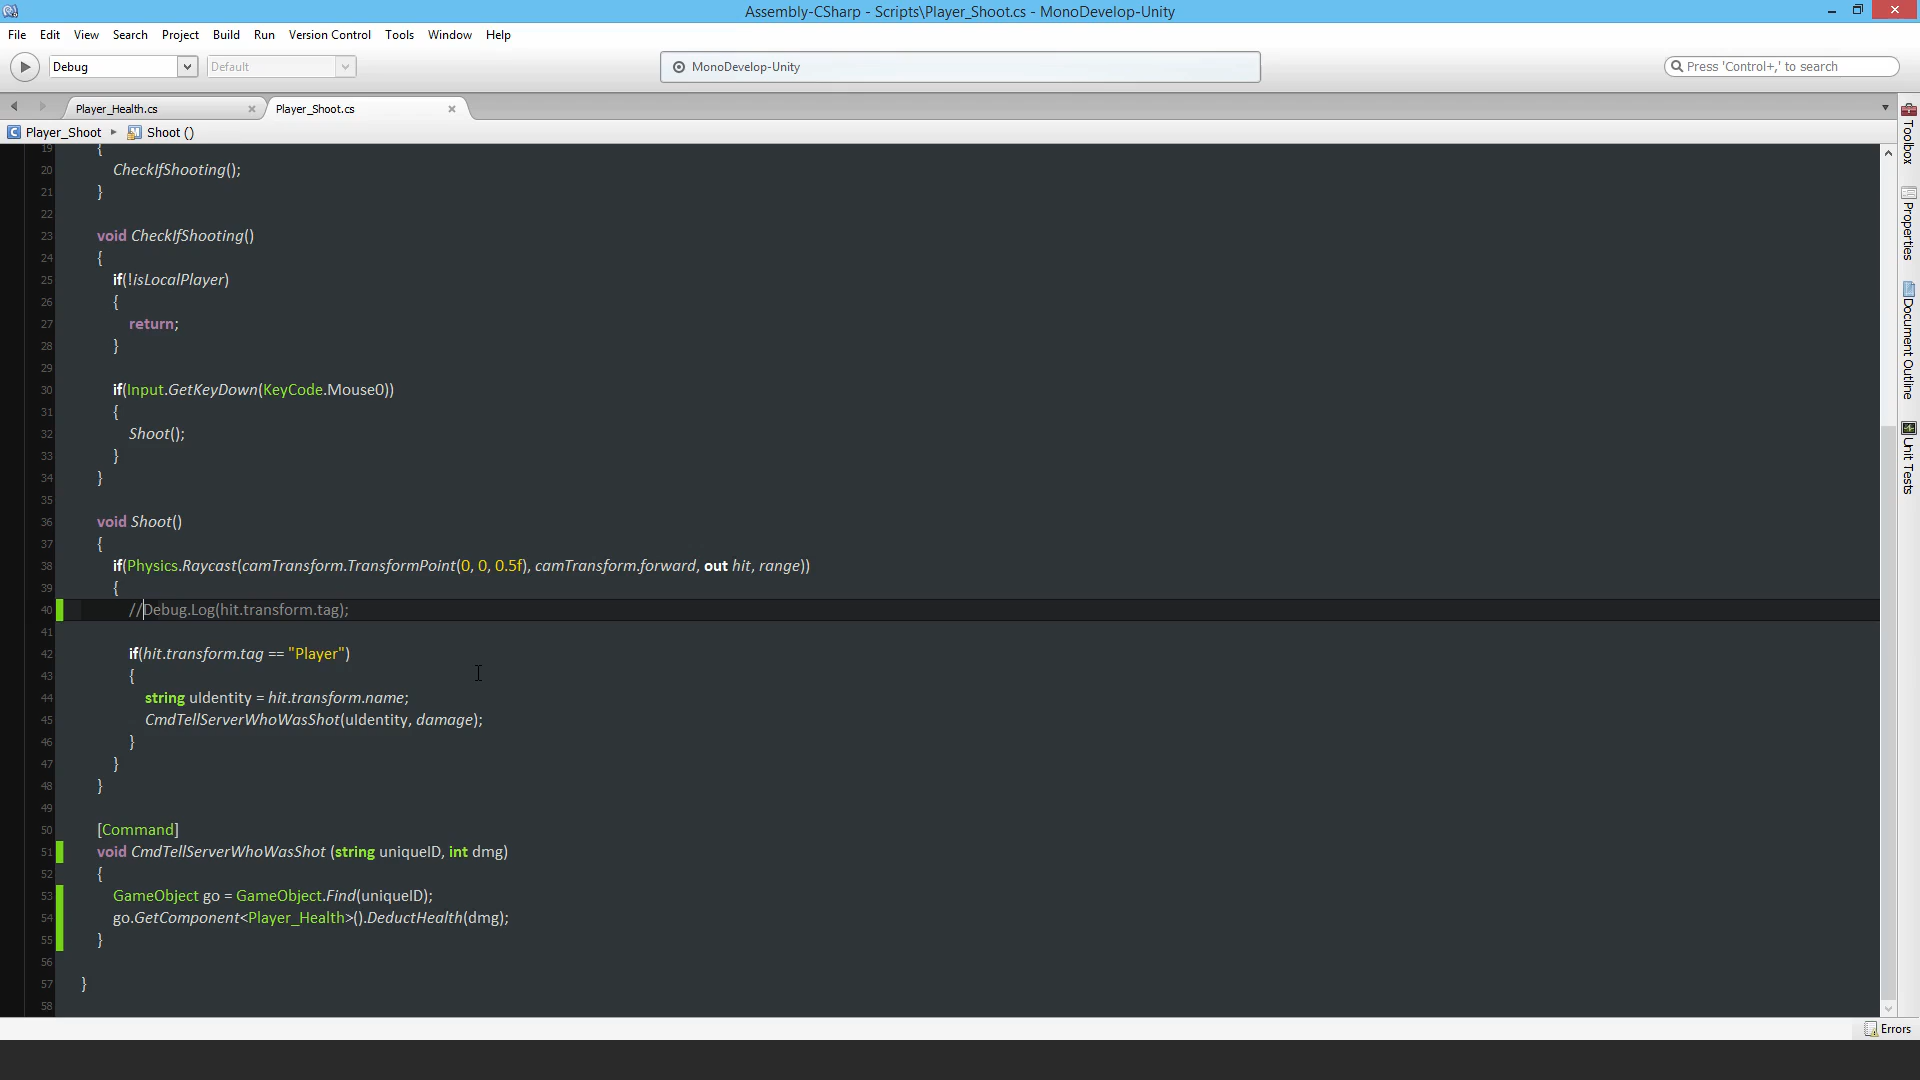 Assembly-CSharp - Scripts\Player_Shoot.cs - MonoDevelop-Unity
File Edit View Search Project Build Run Version Control Tools Window Help
Debug Default MonoDevelop-Unity Press 'Control+,' to search
Player_Health.cs Player_Shoot.cs
Player_Shoot Shoot ()
19 {
20 CheckIfShooting();
21 }
22
23 void CheckIfShooting()
24 {
25 if(!isLocalPlayer)
26 {
27 return;
28 }
29
30 if(Input.GetKeyDown(KeyCode.Mouse0))
31 {
32 Shoot();
33 }
34 }
35
36 void Shoot()
37 {
38 if(Physics.Raycast(camTransform.TransformPoint(0, 0, 0.5f), camTransform.forward, out hit, range))
39 {
40 //Debug.Log(hit.transform.tag);
41
42 if(hit.transform.tag == "Player")
43 {
44 string uIdentity = hit.transform.name;
45 CmdTellServerWhoWasShot(uIdentity, damage);
46 }
47 }
48 }
49
50 [Command]
51 void CmdTellServerWhoWasShot (string uniqueID, int dmg)
52 {
53 GameObject go = GameObject.Find(uniqueID);
54 go.GetComponent<Player_Health>().DeductHealth(dmg);
55 }
56
57 }
58
Toolbox
Properties
Document Outline
Unit Tests
Errors